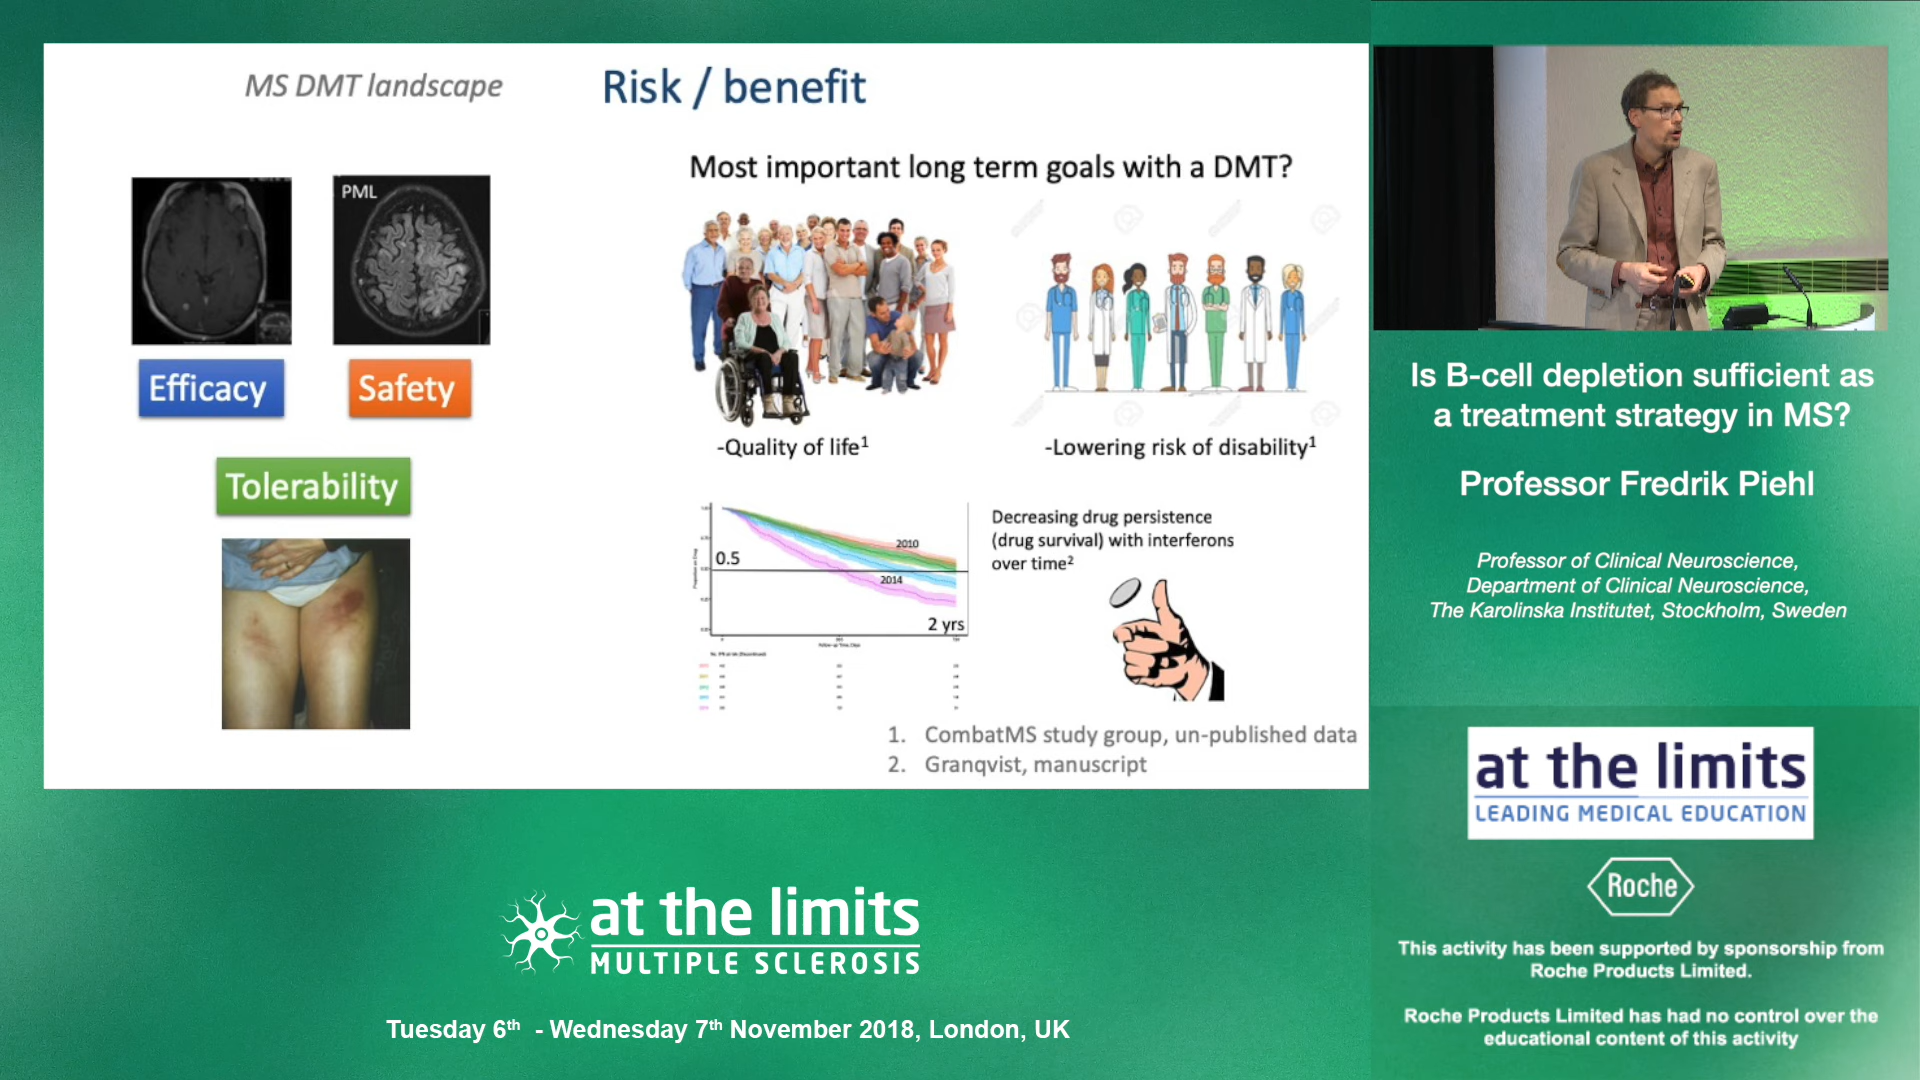 MS DMT landscape
Risk / benefit
PML
Efficacy
Safety
Tolerability
Most important long term goals with a DMT?
-Quality of life¹
-Lowering risk of disability¹
0.5
2010
2014
2 yrs
Decreasing drug persistence
(drug survival) with interferons
over time²
1. CombatMS study group, un-published data
2. Granqvist, manuscript
Is B-cell depletion sufficient as
a treatment strategy in MS?
Professor Fredrik Piehl
Professor of Clinical Neuroscience,
Department of Clinical Neuroscience,
The Karolinska Institutet, Stockholm, Sweden
at the limits
LEADING MEDICAL EDUCATION
Roche
This activity has been supported by sponsorship from
Roche Products Limited.
Roche Products Limited has had no control over the
educational content of this activity
at the limits
MULTIPLE SCLEROSIS
Tuesday 6th - Wednesday 7th November 2018, London, UK